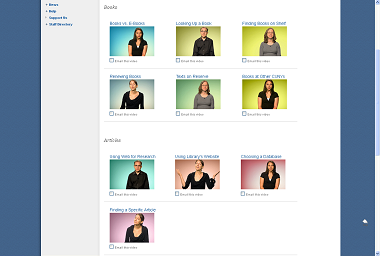 News
Help
Support Us
Staff Directory
Books
Books vs. E-Books
Looking Up a Book
Finding Books on Shelf
Email this video
Email this video
Email this video
Renewing Books
Texts on Reserve
Books at Other CUNYs
Email this video
Email this video
Email this video
Articles
Using Web for Research
Using Library's Website
Choosing a Database
Email this video
Email this video
Email this video
Finding a Specific Article
Email this video